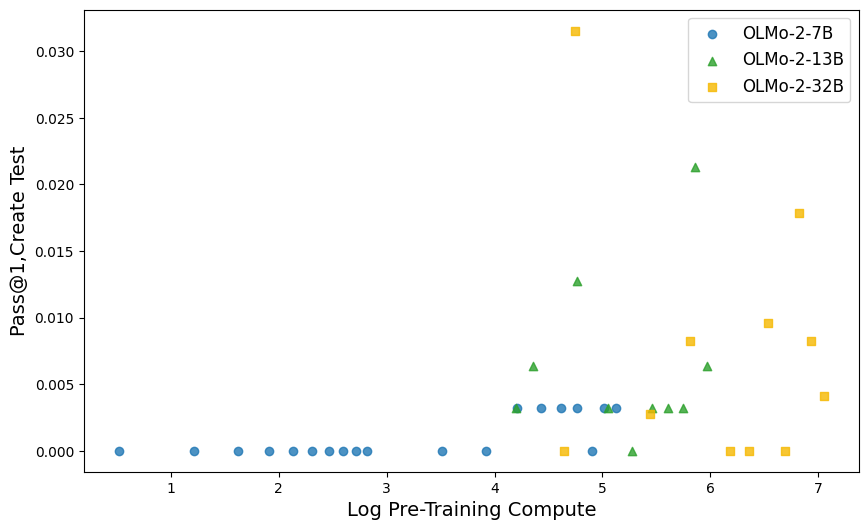 OLMo-2-7B
OLMo-2-13B
OLMo-2-32B
0.030
0.025
0.020
0.015
0.010
0.005
0.000
Pass@1,Create Test
1 2 3 4 5 6 7
Log Pre-Training Compute